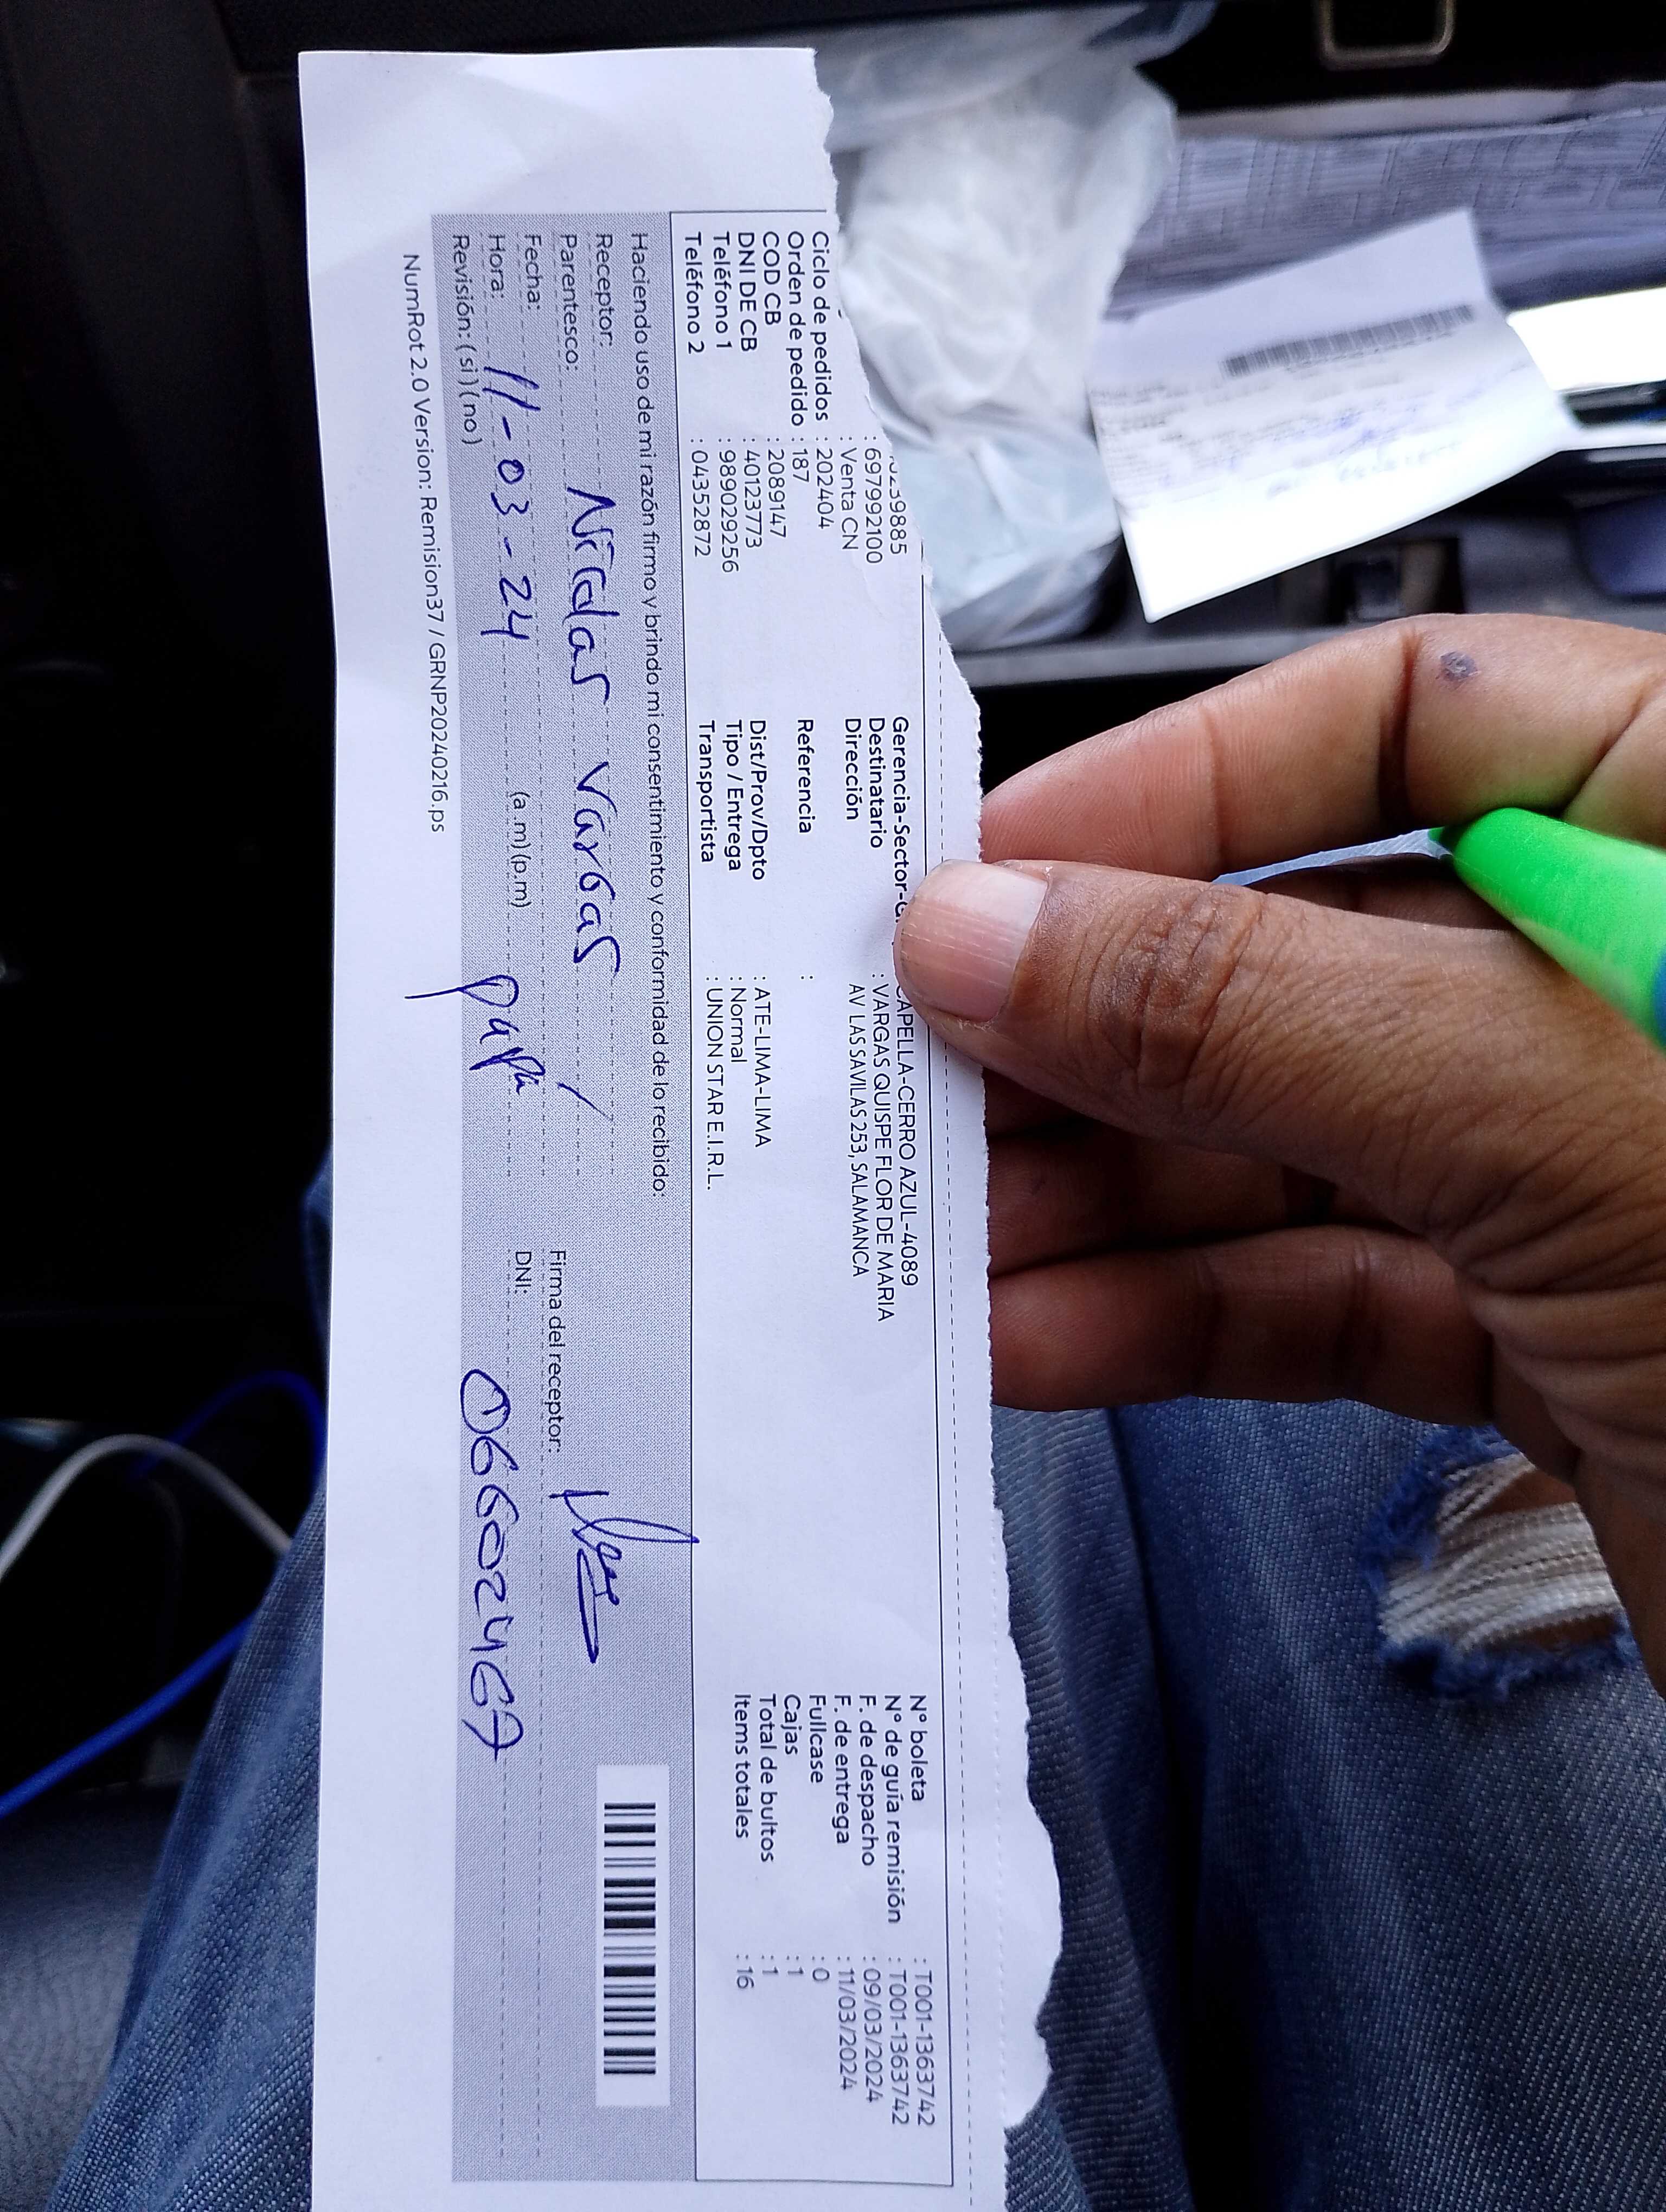 39885
: 697992100
: Venta CN
Ciclo de pedidos : 202404
Orden de pedido : 187
COD CB : 2089147
DNI DE CB : 40123773
Teléfono 1 : 989029256
Teléfono 2 : 04352872
Gerencia-Sector-G CAPELLA-CERRO AZUL-4089
Destinatario : VARGAS QUISPE FLOR DE MARIA
Dirección AV LAS SAVILAS 253, SALAMANCA
Referencia :
Dist/Prov/Dpto : ATE-LIMA-LIMA
Tipo / Entrega : Normal
Transportista : UNION STAR E.I.R.L.
N° boleta : T001-1363742
N° de guía remisión : T001-1363742
F. de despacho : 09/03/2024
F. de entrega : 11/03/2024
Fullcase : 0
Cajas : 1
Total de bultos : 1
Items totales : 16
Haciendo uso de mi razón firmo y brindo mi consentimiento y conformidad de lo recibido:
Receptor: Vargas
Parentesco:
Fecha: 11-03-24 papá
Hora: (a.m)(p.m)
Revisión: (si)(no)
Firma del receptor:
DNI: 066602467
NumRot 2.0 Version: Remision37 / GRNP20240216.ps